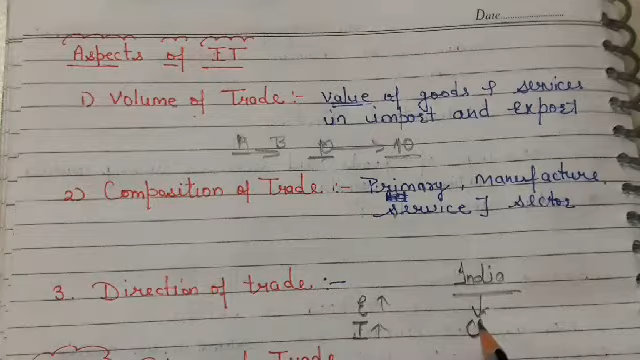 Date
Aspects of IT
1) Volume of Trade :- value of goods & services
in import and export
A B 10 → 10
2) Composition of Trade :- Primary, manufacture,
service] sector
3. Direction of trade :- India
E ↑
I ↑
Trade